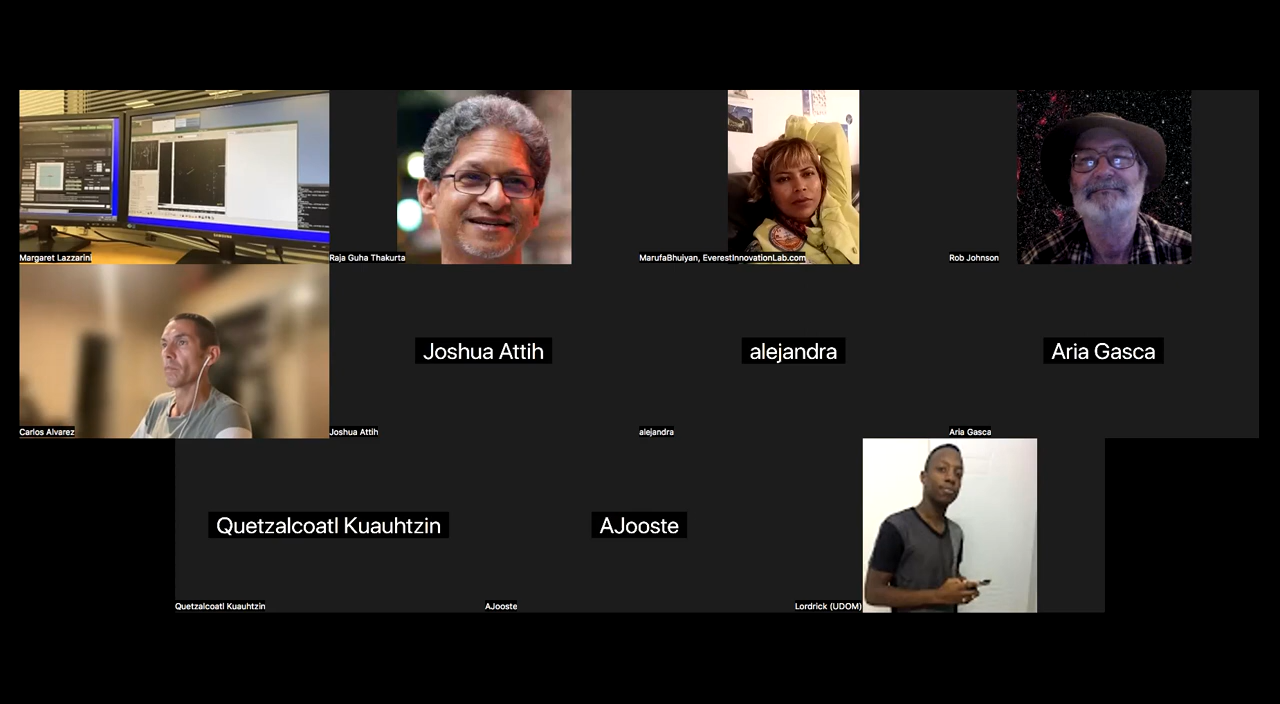 Margaret Lazzarini
Raja Guha Thakurta
MarufaBhuiyan, EverestInnovationLab.com
Rob Johnson
Carlos Alvarez
Joshua Attih
Joshua Attih
alejandra
alejandra
Aria Gasca
Aria Gasca
Quetzalcoatl Kuauhtzin
Quetzalcoatl Kuauhtzin
AJooste
AJooste
Lordrick (UDOM)
SAMSUNG